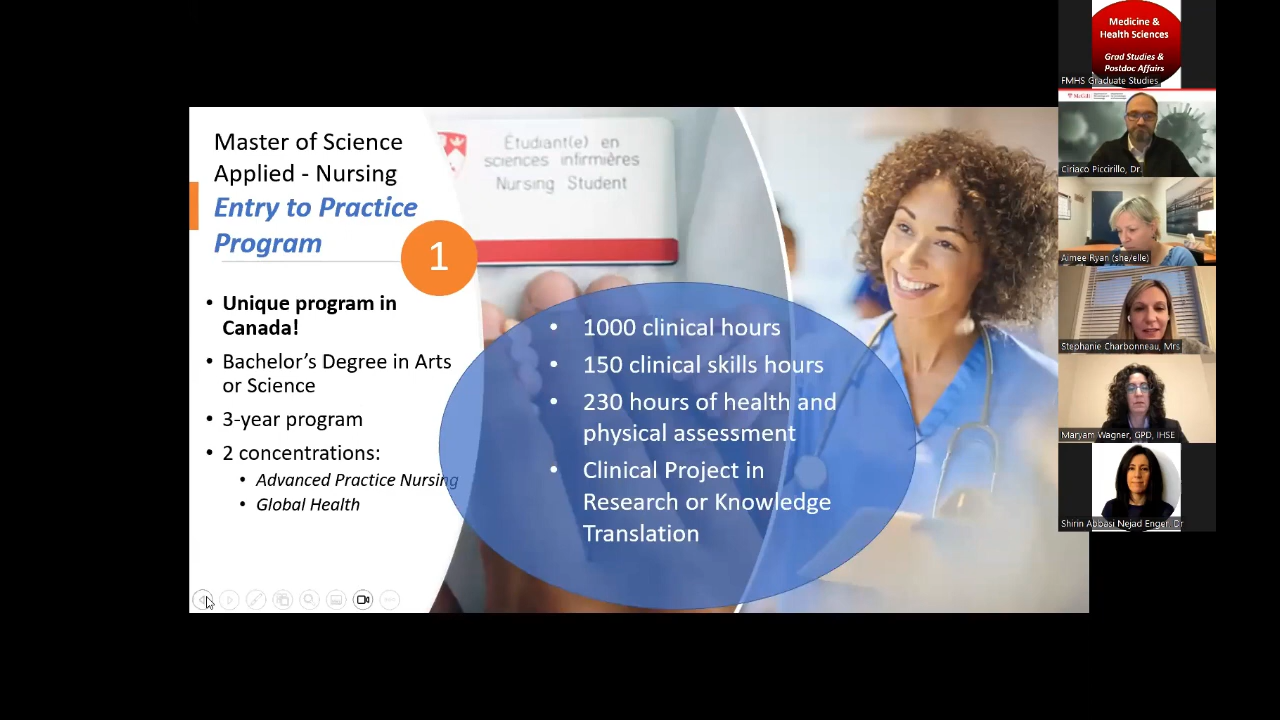 Master of Science
Applied - Nursing
Entry to Practice
Program
1
• Unique program in
Canada!
• Bachelor's Degree in Arts
or Science
• 3-year program
• 2 concentrations:
• Advanced Practice Nursing
• Global Health
Étudiant(e) en
sciences infirmières
Nursing Student
• 1000 clinical hours
• 150 clinical skills hours
• 230 hours of health and
physical assessment
• Clinical Project in
Research or Knowledge
Translation
Medicine &
Health Sciences
Grad Studies &
Postdoc Affairs
FMHS Graduate Studies
McGill
Ciriaco Piccirillo, Dr.
Aimee Ryan (she/elle)
Stephanie Charbonneau, Mrs
Maryam Wagner, GPD, IHSE
Shirin Abbasi Nejad Enger, Dr